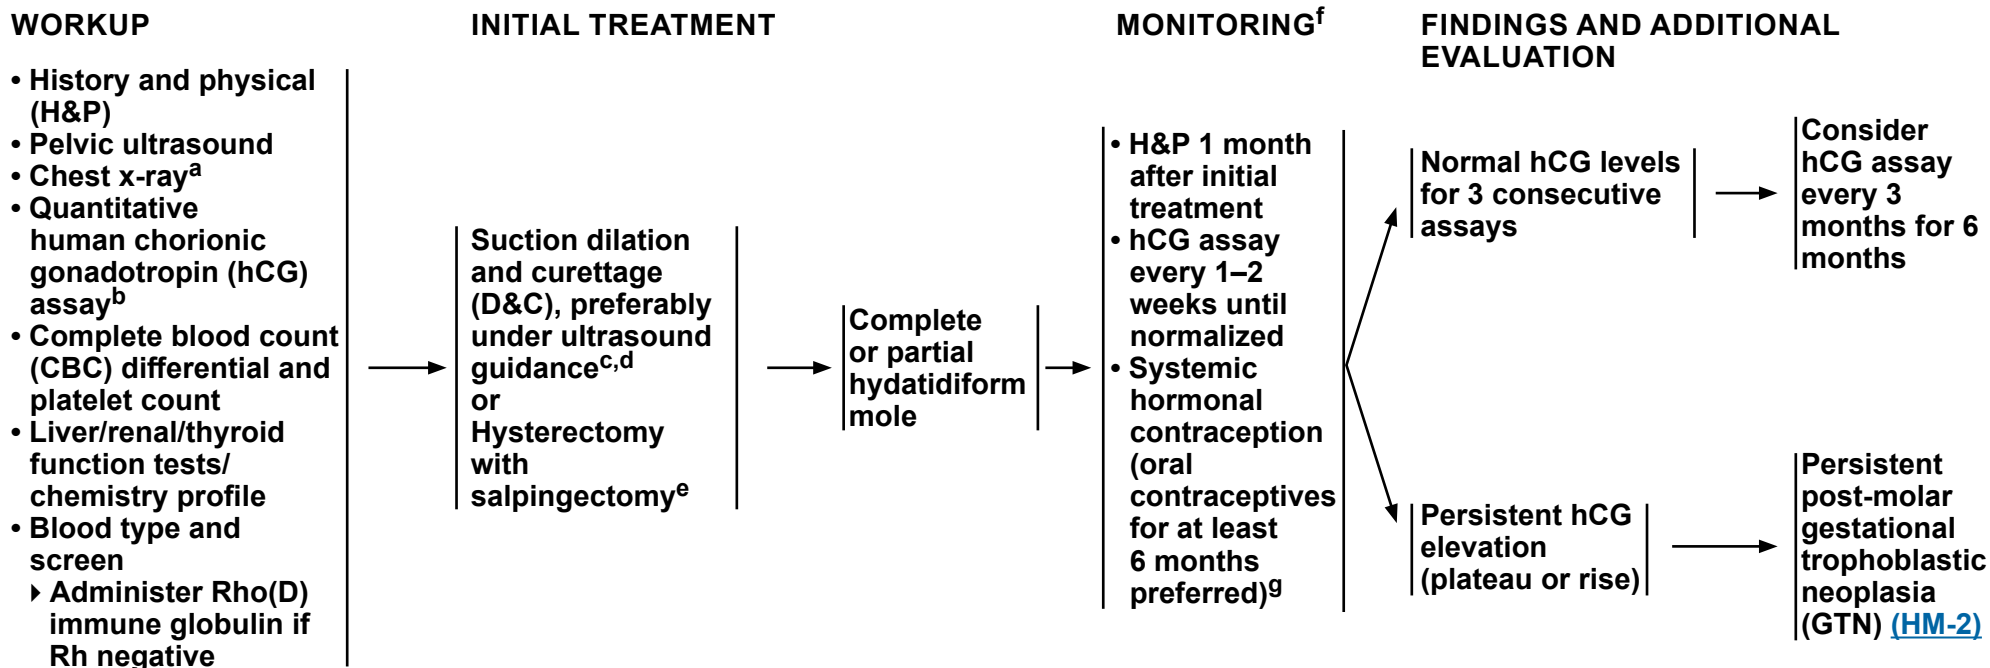 WORKUP
• History and physical
(H&P)
• Pelvic ultrasound
• Chest x-rayᵃ
• Quantitative
human chorionic
gonadotropin (hCG)
assayᵇ
• Complete blood count
(CBC) differential and
platelet count
• Liver/renal/thyroid
function tests/
chemistry profile
• Blood type and
screen
▸ Administer Rho(D)
immune globulin if
Rh negative
INITIAL TREATMENT
Suction dilation
and curettage
(D&C), preferably
under ultrasound
guidanceᶜ,ᵈ
or
Hysterectomy
with
salpingectomyᵉ
Complete
or partial
hydatidiform
mole
MONITORINGᶠ
• H&P 1 month
after initial
treatment
• hCG assay
every 1–2
weeks until
normalized
• Systemic
hormonal
contraception
(oral
contraceptives
for at least
6 months
preferred)ᵍ
FINDINGS AND ADDITIONAL
EVALUATION
Normal hCG levels
for 3 consecutive
assays
Consider
hCG assay
every 3
months for 6
months
Persistent hCG
elevation
(plateau or rise)
Persistent
post-molar
gestational
trophoblastic
neoplasia
(GTN) (HM-2)